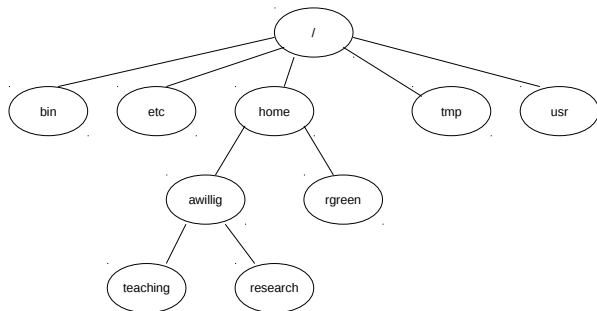 /
bin
etc
home
tmp
usr
awillig
rgreen
teaching
research